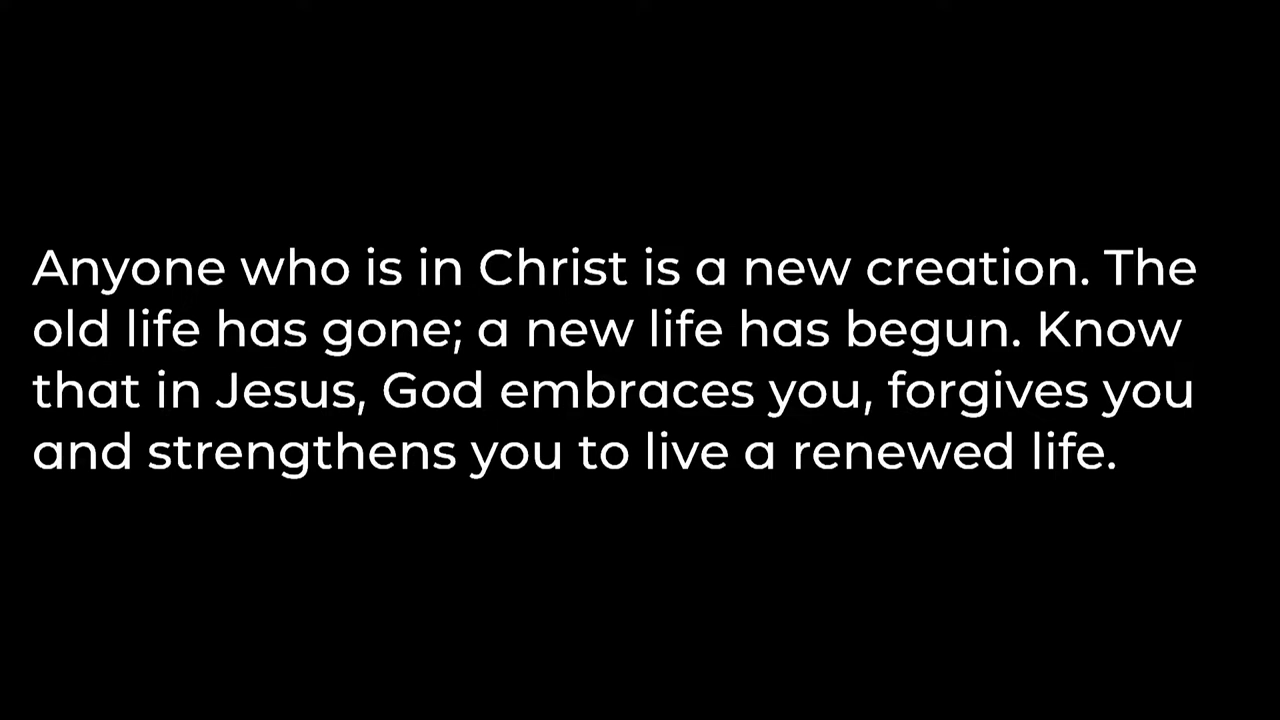 Anyone who is in Christ is a new creation. The
old life has gone; a new life has begun. Know
that in Jesus, God embraces you, forgives you
and strengthens you to live a renewed life.